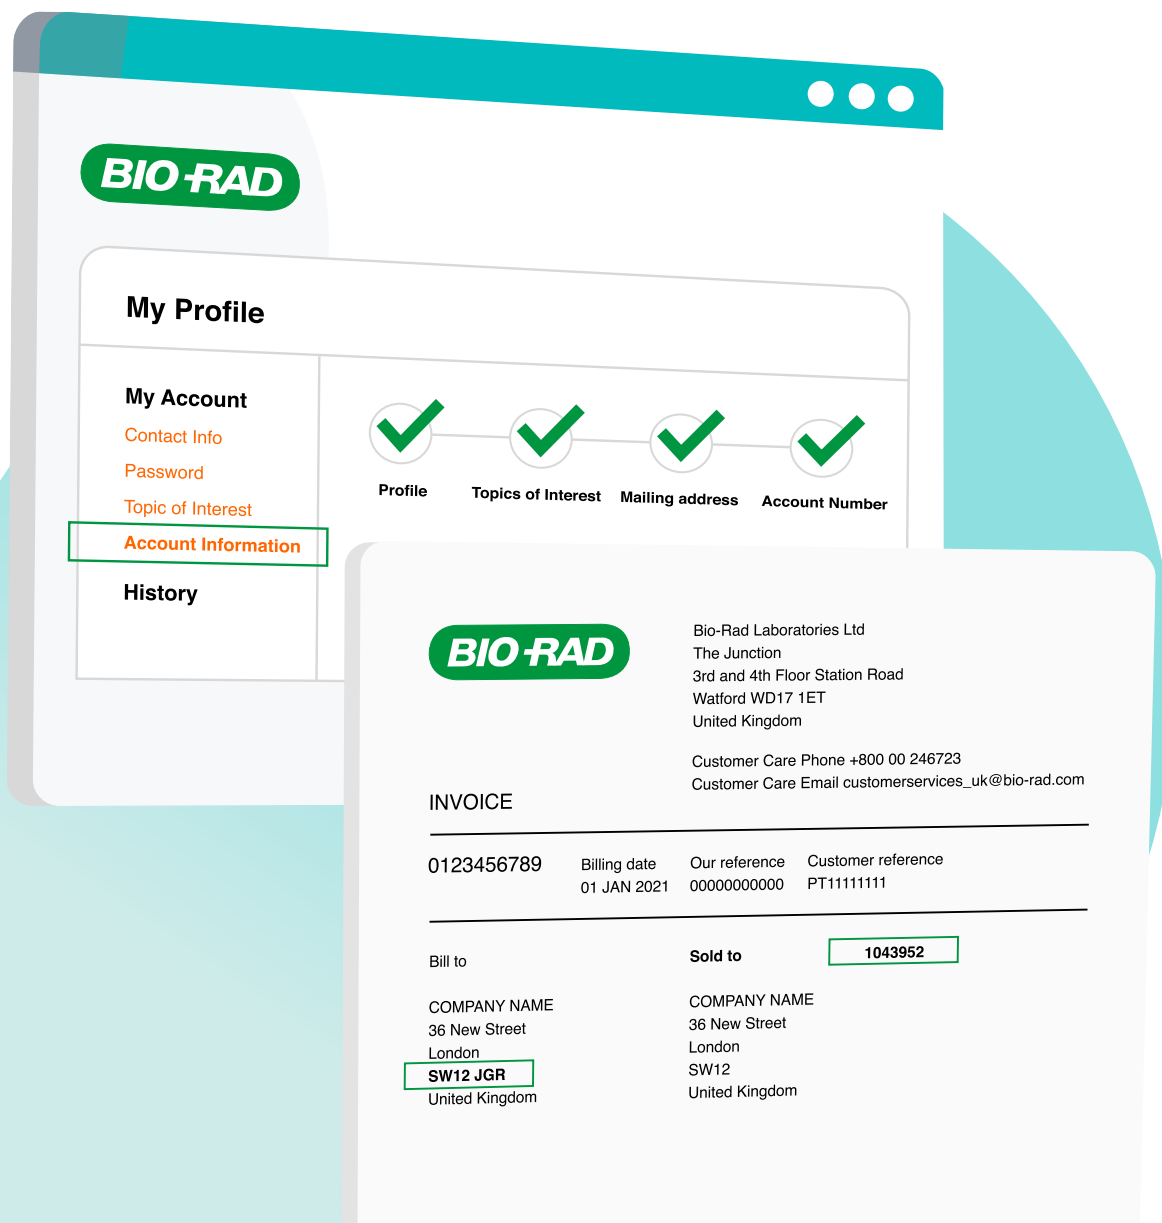 BIO-RAD
My Profile
My Account
Contact Info
Password
Topic of Interest
Account Information
History
Profile
Topics of Interest
Mailing address
Account Number
BIO-RAD
Bio-Rad Laboratories Ltd
The Junction
3rd and 4th Floor Station Road
Watford WD17 1ET
United Kingdom
Customer Care Phone +800 00 246723
Customer Care Email customerservices_uk@bio-rad.com
INVOICE
0123456789
Billing date
01 JAN 2021
Our reference
00000000000
Customer reference
PT11111111
Bill to
COMPANY NAME
36 New Street
London
SW12 JGR
United Kingdom
Sold to
1043952
COMPANY NAME
36 New Street
London
SW12
United Kingdom